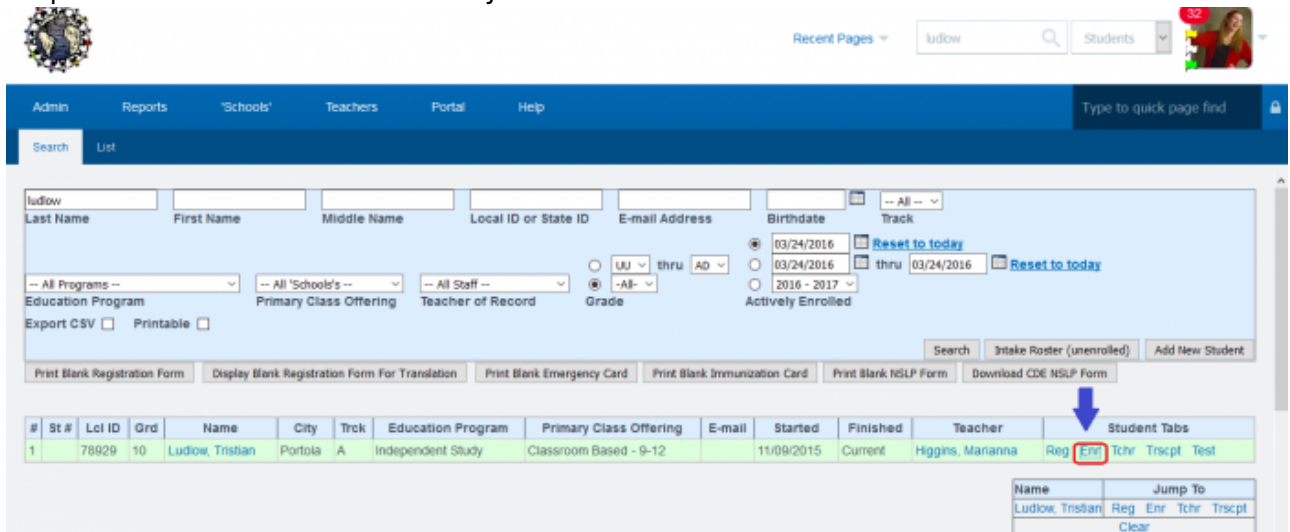 32
Recent Pages ludlow Students
Admin Reports 'Schools' Teachers Portal Help Type to quick page find
Search List
ludlow -- All --
Last Name First Name Middle Name Local ID or State ID E-mail Address Birthdate Track
03/24/2016 Reset to today
UU thru AD 03/24/2016 thru 03/24/2016 Reset to today
-- All Programs -- -- All 'Schools's -- -- All Staff -- -All- 2016 - 2017
Education Program Primary Class Offering Teacher of Record Grade Actively Enrolled
Export CSV Printable
Search Intake Roster (unenrolled) Add New Student
Print Blank Registration Form Display Blank Registration Form For Translation Print Blank Emergency Card Print Blank Immunization Card Print Blank NSLP Form Download CDE NSLP Form
# St # Lcl ID Grd Name City Trck Education Program Primary Class Offering E-mail Started Finished Teacher Student Tabs
1 78929 10 Ludlow, Tristian Portola A Independent Study Classroom Based - 9-12 11/09/2015 Current Higgins, Marianna Reg Enr Tchr Trscpt Test
Name Jump To
Ludlow, Tristian Reg Enr Tchr Trscpt
Clear